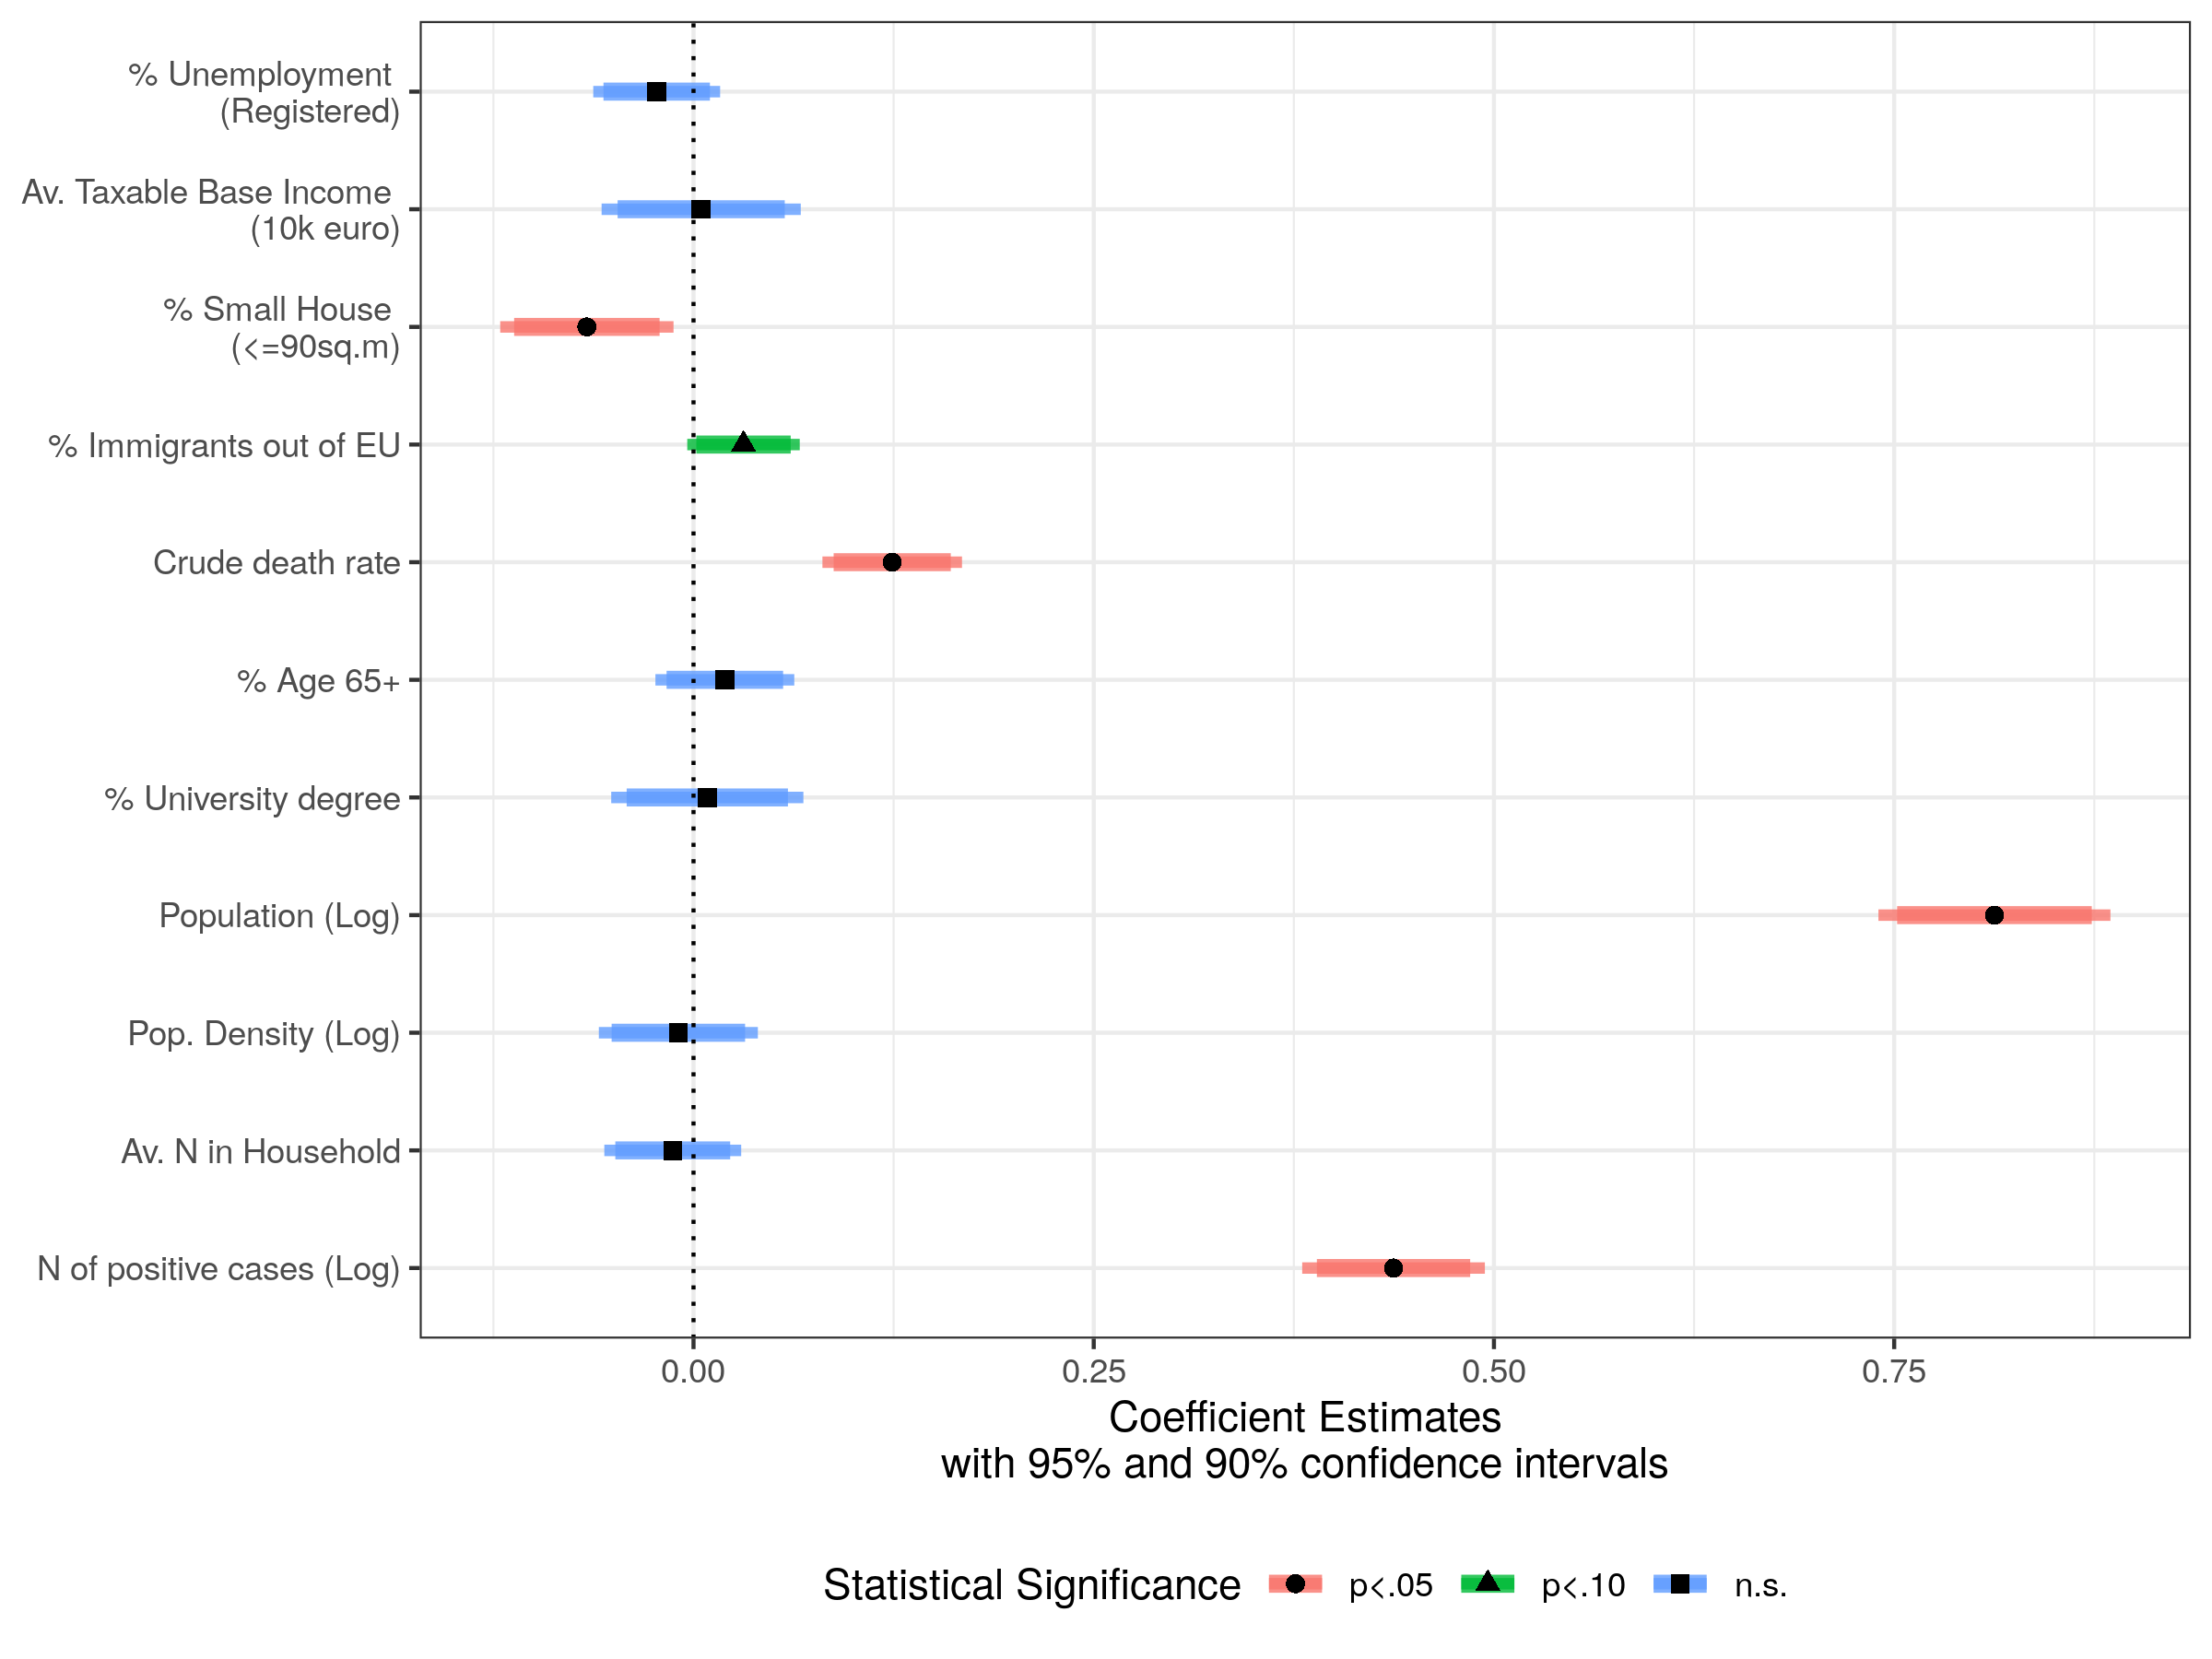 % Unemployment
(Registered)
Av. Taxable Base Income
(10k euro)
% Small House
(<=90sq.m)
% Immigrants out of EU
Crude death rate
% Age 65+
% University degree
Population (Log)
Pop. Density (Log)
Av. N in Household
N of positive cases (Log)
0.00 0.25 0.50 0.75
Coefficient Estimates
with 95% and 90% confidence intervals
Statistical Significance p<.05 p<.10 n.s.